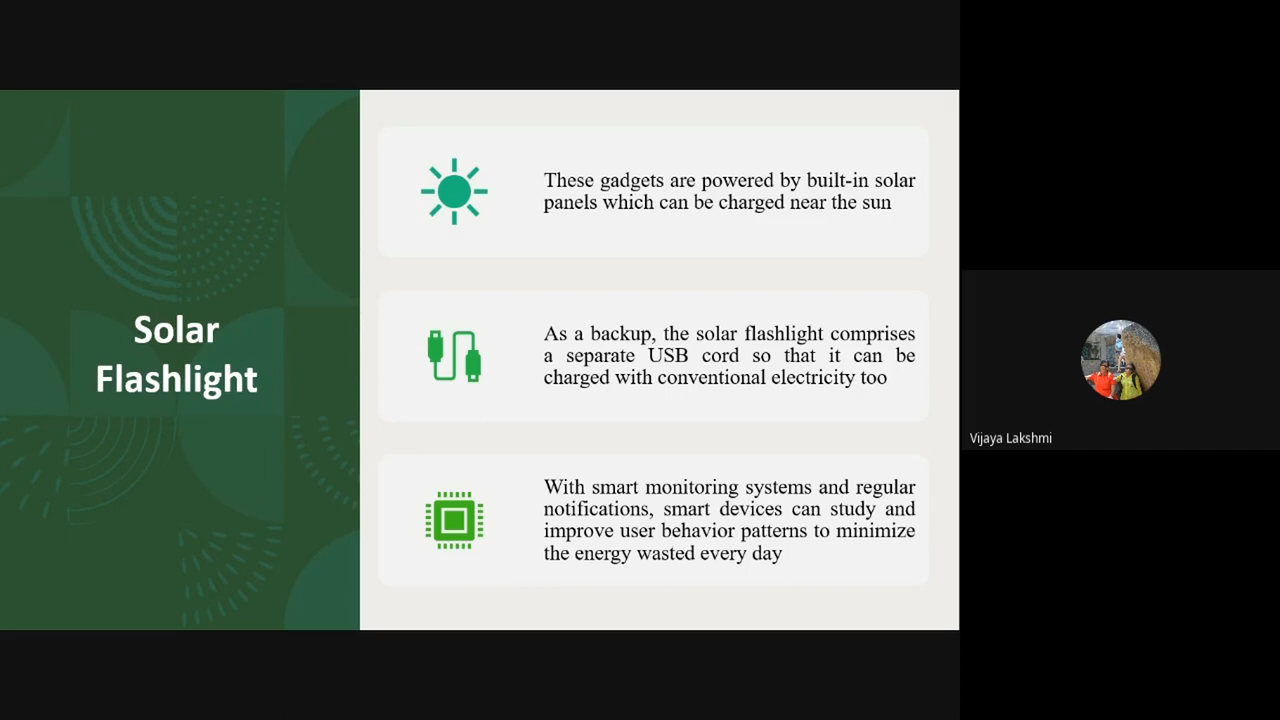 Solar
Flashlight
These gadgets are powered by built-in solar
panels which can be charged near the sun
As a backup, the solar flashlight comprises
a separate USB cord so that it can be
charged with conventional electricity too
With smart monitoring systems and regular
notifications, smart devices can study and
improve user behavior patterns to minimize
the energy wasted every day
Vijaya Lakshmi